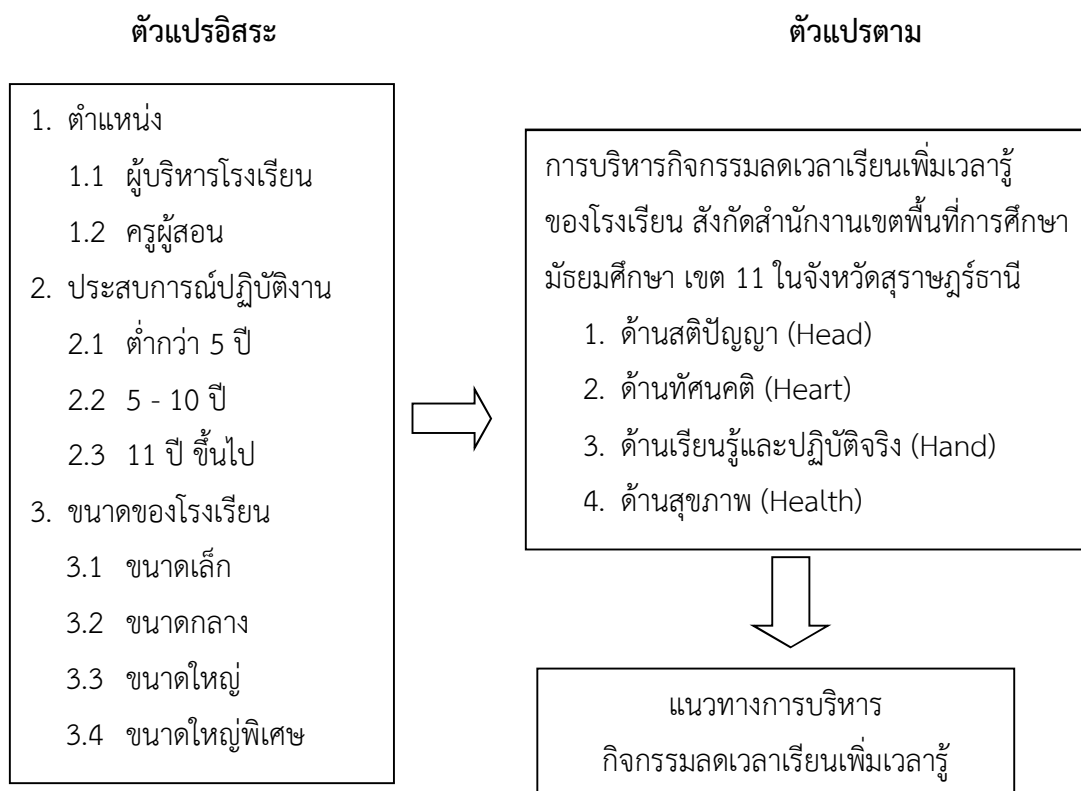 ตัวแปรอิสระ
ตัวแปรตาม
1. ตำแหน่ง
1.1 ผู้บริหารโรงเรียน
1.2 ครูผู้สอน
2. ประสบการณ์ปฏิบัติงาน
2.1 ต่ำกว่า 5 ปี
2.2 5 - 10 ปี
2.3 11 ปี ขึ้นไป
3. ขนาดของโรงเรียน
3.1 ขนาดเล็ก
3.2 ขนาดกลาง
3.3 ขนาดใหญ่
3.4 ขนาดใหญ่พิเศษ
การบริหารกิจกรรมลดเวลาเรียนเพิ่มเวลารู้
ของโรงเรียน สังกัดสำนักงานเขตพื้นที่การศึกษา
มัธยมศึกษา เขต 11 ในจังหวัดสุราษฎร์ธานี
1. ด้านสติปัญญา (Head)
2. ด้านทัศนคติ (Heart)
3. ด้านเรียนรู้และปฏิบัติจริง (Hand)
4. ด้านสุขภาพ (Health)
แนวทางการบริหาร
กิจกรรมลดเวลาเรียนเพิ่มเวลารู้